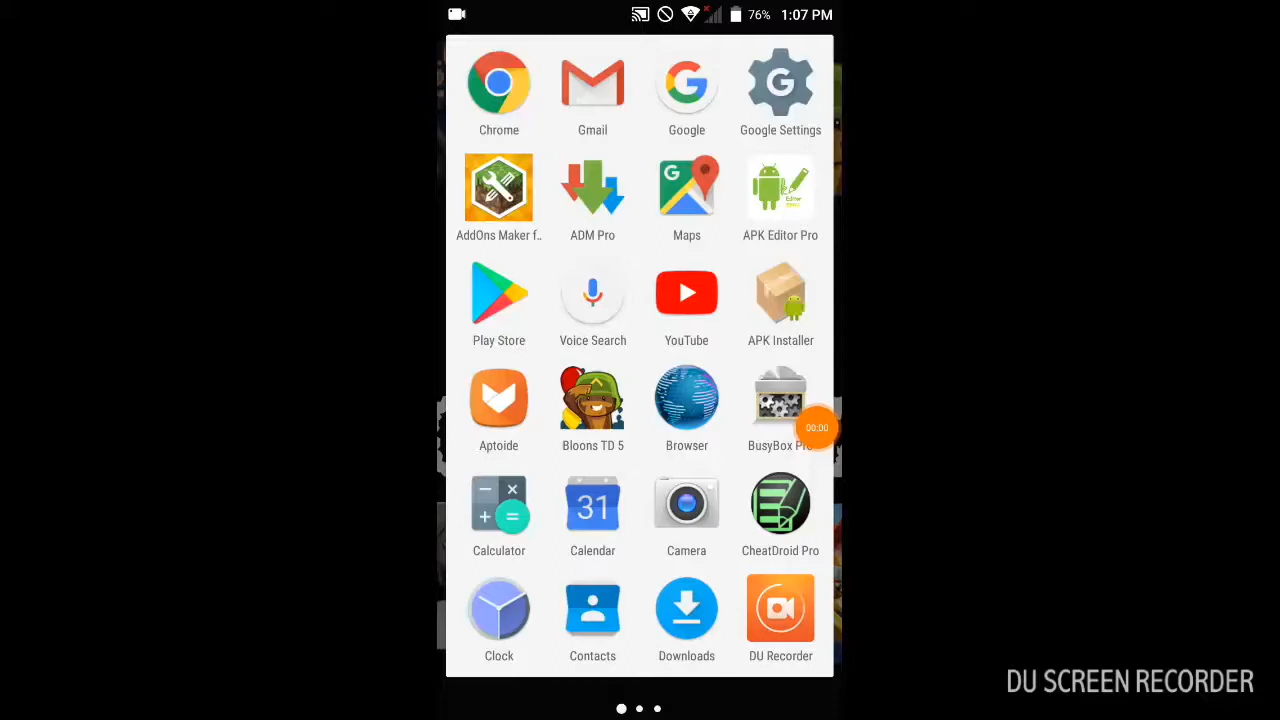 76% 1:07 PM
Chrome Gmail Google Google Settings
AddOns Maker f.. ADM Pro Maps APK Editor Pro
Play Store Voice Search YouTube APK Installer
Aptoide Bloons TD 5 Browser BusyBox
00:00
31
Calculator Calendar Camera CheatDroid Pro
Clock Contacts Downloads DU Recorder
DU SCREEN RECORDER